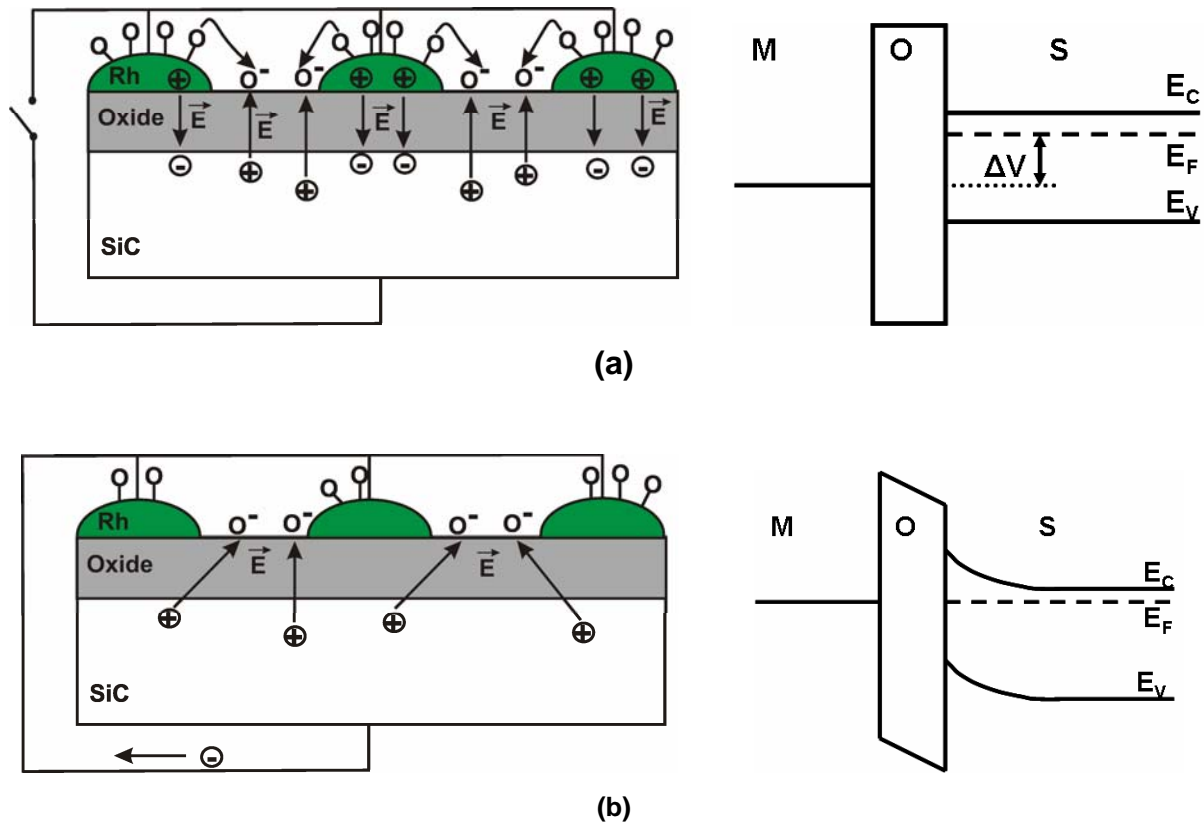 O O O O O O⁻ O⁻ O O O O O⁻ O⁻ O O O O
Rh ⊕ ⊕ ⊕ ⊕ ⊕
Oxide E E E E E
⊖ ⊕ ⊕ ⊖ ⊖ ⊕ ⊕ ⊖ ⊖
SiC
M O S
E_C
E_F
ΔV
E_V
(a)
O O O O O O O O O
Rh O⁻ O⁻ O⁻ O⁻
Oxide E E
⊕ ⊕ ⊕ ⊕
SiC
⊖
M O S
E_C
E_F
E_V
(b)